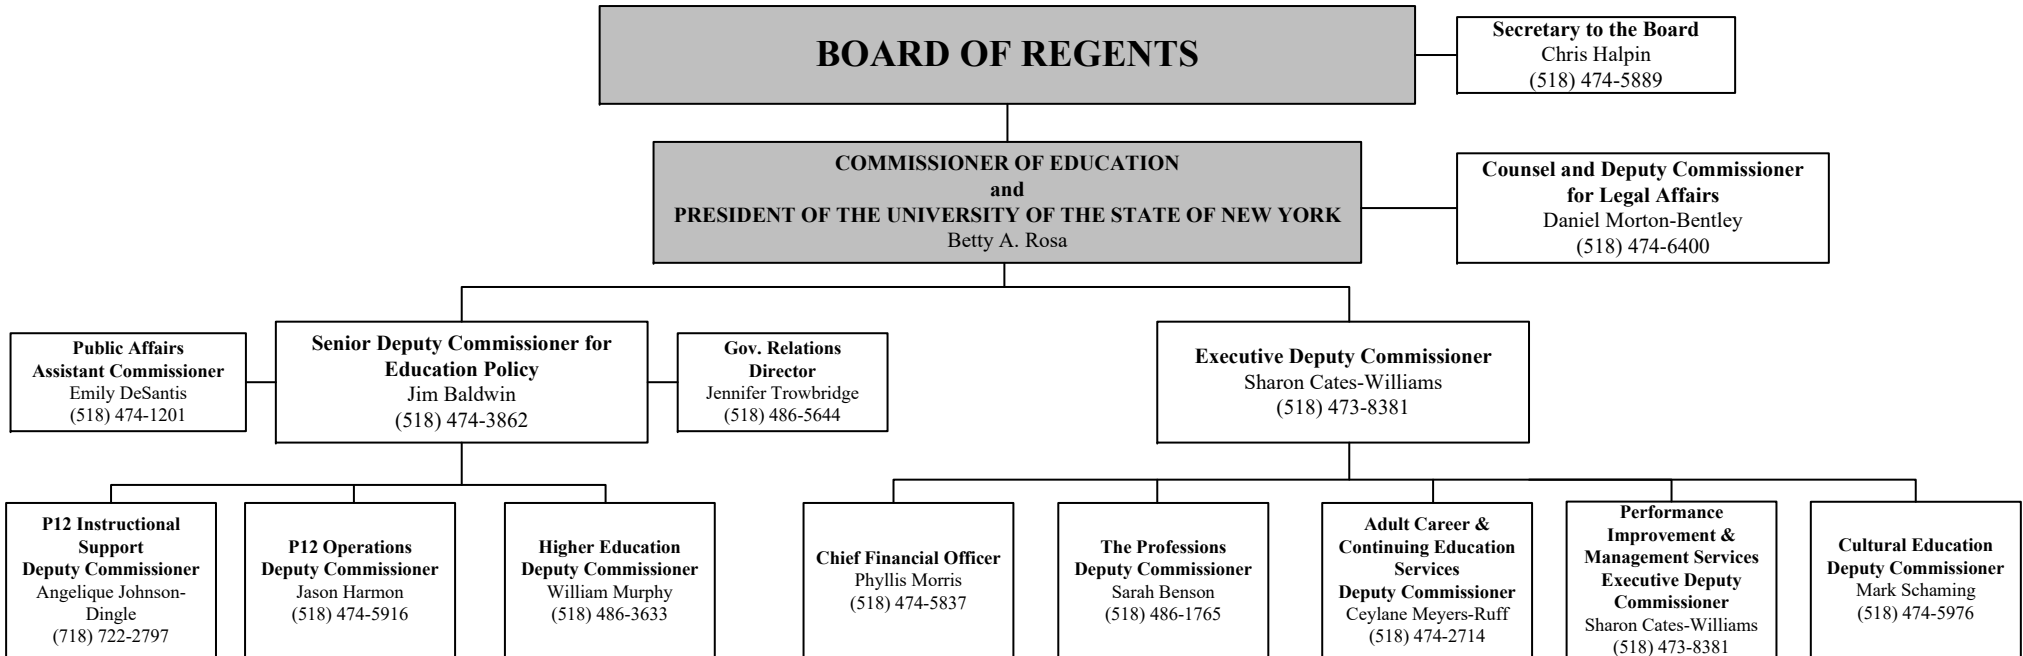 BOARD OF REGENTS
Secretary to the Board
Chris Halpin
(518) 474-5889
COMMISSIONER OF EDUCATION
and
PRESIDENT OF THE UNIVERSITY OF THE STATE OF NEW YORK
Betty A. Rosa
Counsel and Deputy Commissioner
for Legal Affairs
Daniel Morton-Bentley
(518) 474-6400
Public Affairs
Assistant Commissioner
Emily DeSantis
(518) 474-1201
Senior Deputy Commissioner for
Education Policy
Jim Baldwin
(518) 474-3862
Gov. Relations
Director
Jennifer Trowbridge
(518) 486-5644
Executive Deputy Commissioner
Sharon Cates-Williams
(518) 473-8381
P12 Instructional
Support
Deputy Commissioner
Angelique Johnson-
Dingle
(718) 722-2797
P12 Operations
Deputy Commissioner
Jason Harmon
(518) 474-5916
Higher Education
Deputy Commissioner
William Murphy
(518) 486-3633
Chief Financial Officer
Phyllis Morris
(518) 474-5837
The Professions
Deputy Commissioner
Sarah Benson
(518) 486-1765
Adult Career &
Continuing Education
Services
Deputy Commissioner
Ceylane Meyers-Ruff
(518) 474-2714
Performance
Improvement &
Management Services
Executive Deputy
Commissioner
Sharon Cates-Williams
(518) 473-8381
Cultural Education
Deputy Commissioner
Mark Schaming
(518) 474-5976